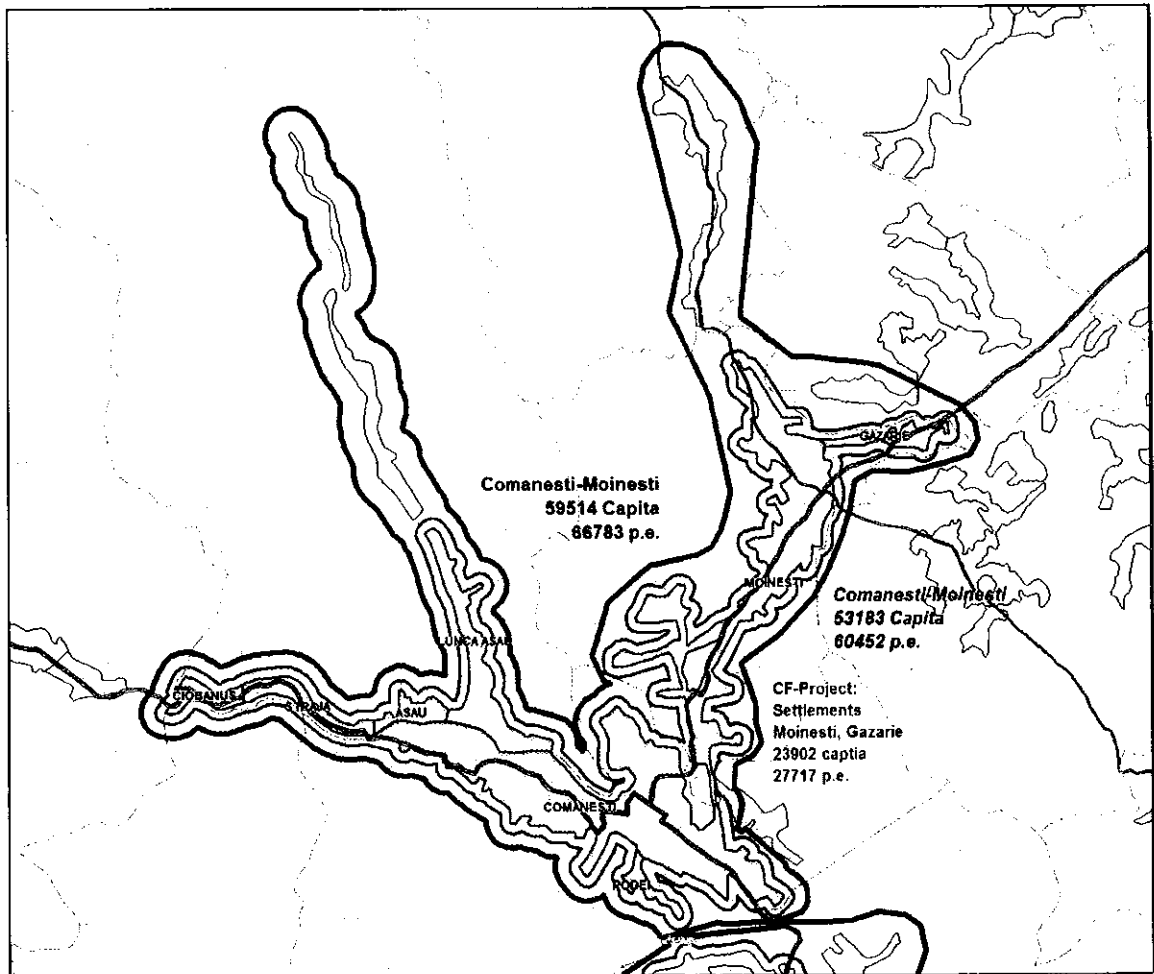 Comanesti-Moinesti
59514 Capita
66783 p.e.
GAZARIE
MOINESTI
Comanesti-Moinesti
53183 Capita
60452 p.e.
CF-Project:
Settlements
Moinesti, Gazarie
23902 captia
27717 p.e.
LUNCA ASAU
CIOBANUS
STRAJA
ASAU
COMANESTI
PODEI